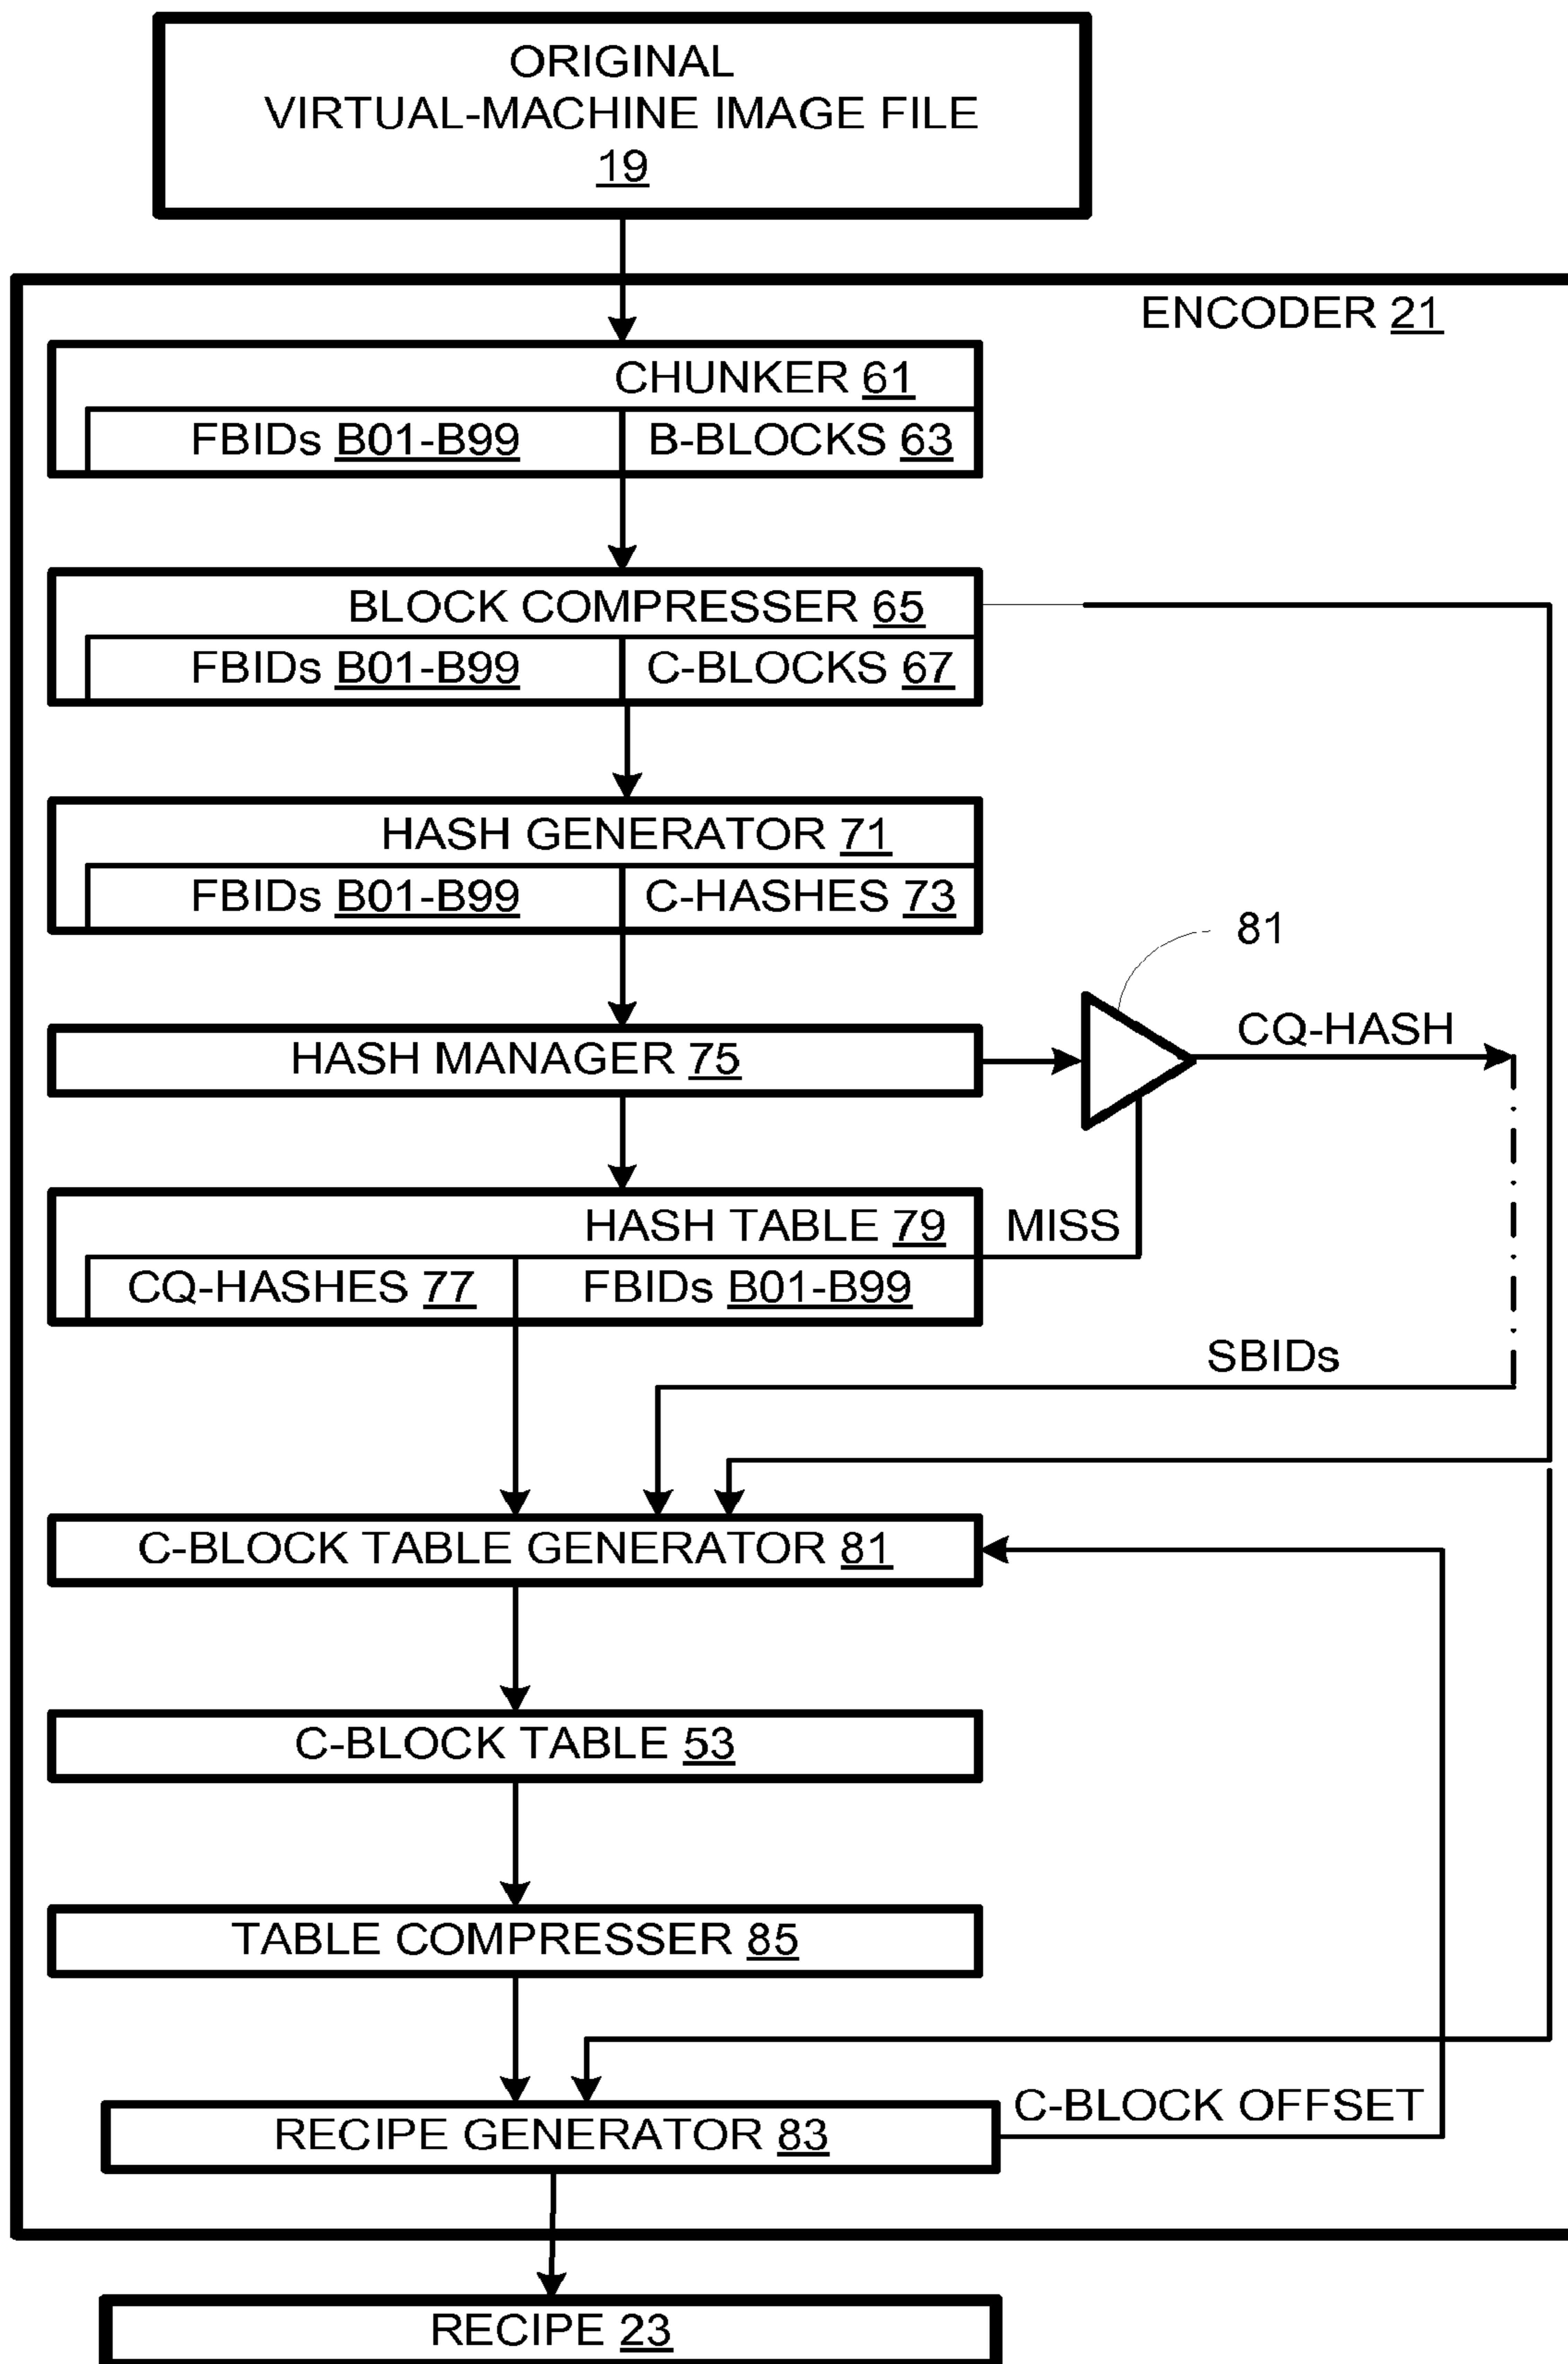 ORIGINAL
VIRTUAL-MACHINE IMAGE FILE
19
ENCODER 21
CHUNKER 61
FBIDs B01-B99 B-BLOCKS 63
BLOCK COMPRESSER 65
FBIDs B01-B99 C-BLOCKS 67
HASH GENERATOR 71
FBIDs B01-B99 C-HASHES 73
81
CQ-HASH
HASH MANAGER 75
HASH TABLE 79 MISS
CQ-HASHES 77 FBIDs B01-B99
SBIDs
C-BLOCK TABLE GENERATOR 81
C-BLOCK TABLE 53
TABLE COMPRESSER 85
C-BLOCK OFFSET
RECIPE GENERATOR 83
RECIPE 23